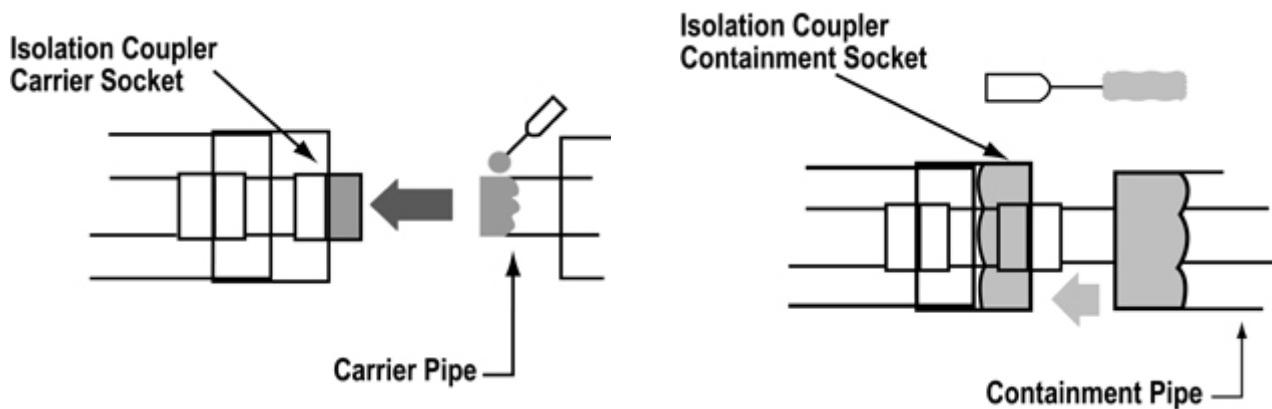 Isolation Coupler
Carrier Socket
Carrier Pipe
Isolation Coupler
Containment Socket
Containment Pipe